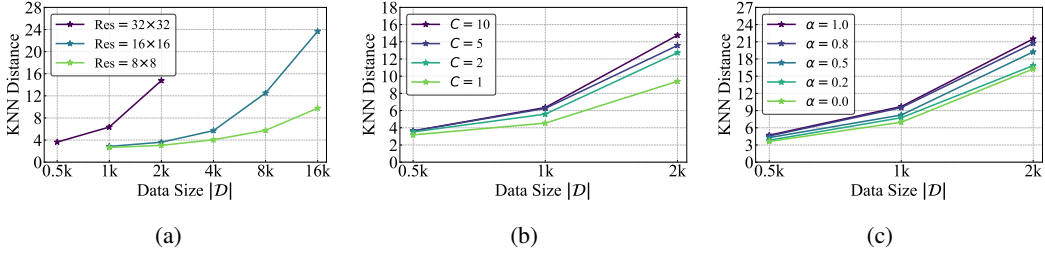 28
24
20
16
12
8
4
0
KNN Distance
Res = 32×32
Res = 16×16
Res = 8×8
0.5k 1k 2k 4k 8k 16k
Data Size |𝒟|
(a)
18
16
14
12
10
8
6
4
2
0
KNN Distance
C = 10
C = 5
C = 2
C = 1
0.5k 1k 2k
Data Size |𝒟|
(b)
27
24
21
18
15
12
9
6
3
0
KNN Distance
α = 1.0
α = 0.8
α = 0.5
α = 0.2
α = 0.0
0.5k 1k 2k
Data Size |𝒟|
(c)